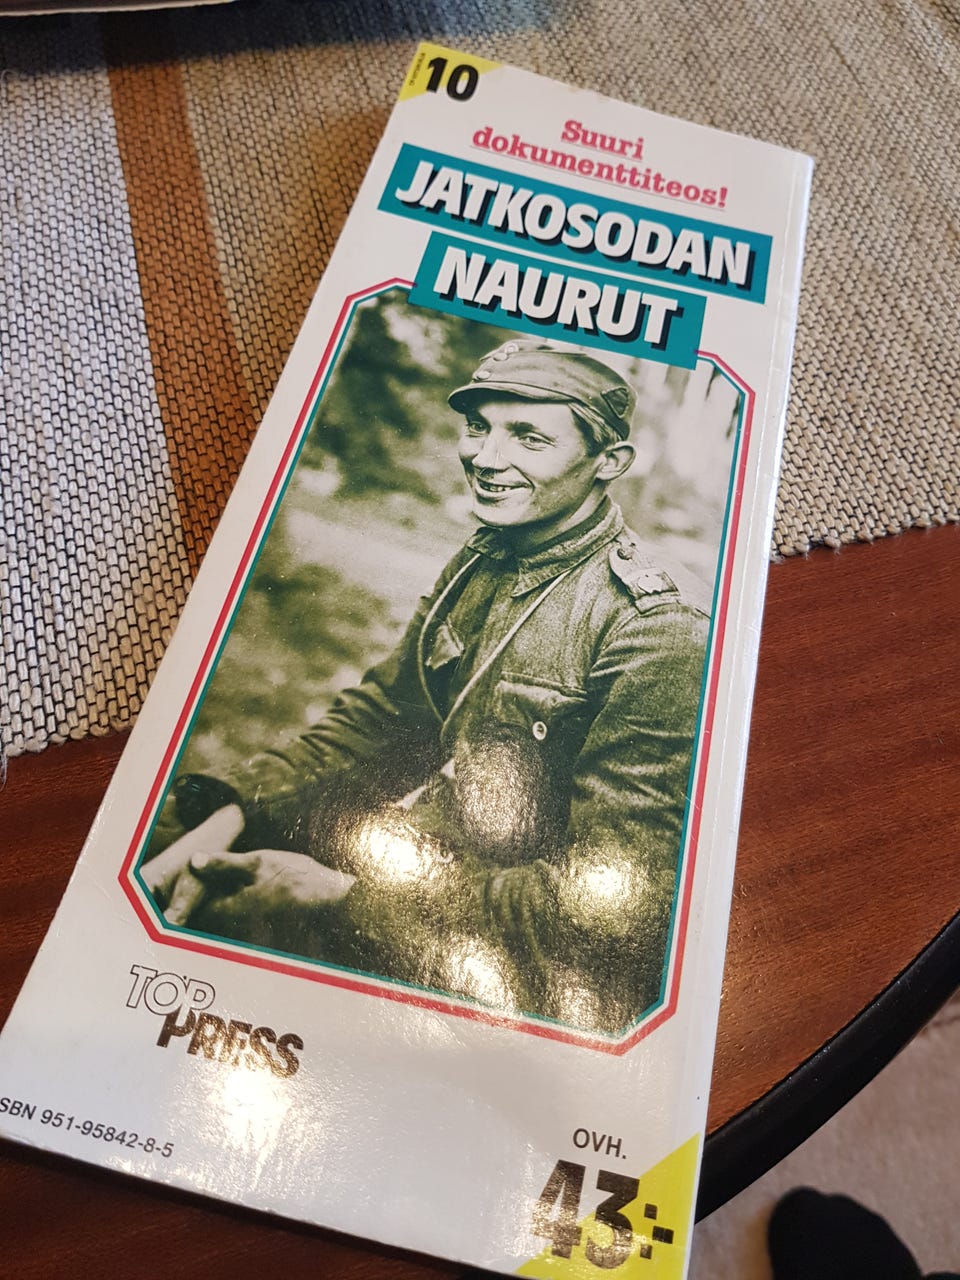 10
Suuri
dokumenttiteos!
JATKOSODAN
NAURUT
TOP
PRESS
SBN 951-95842-8-5
OVH.
43:-